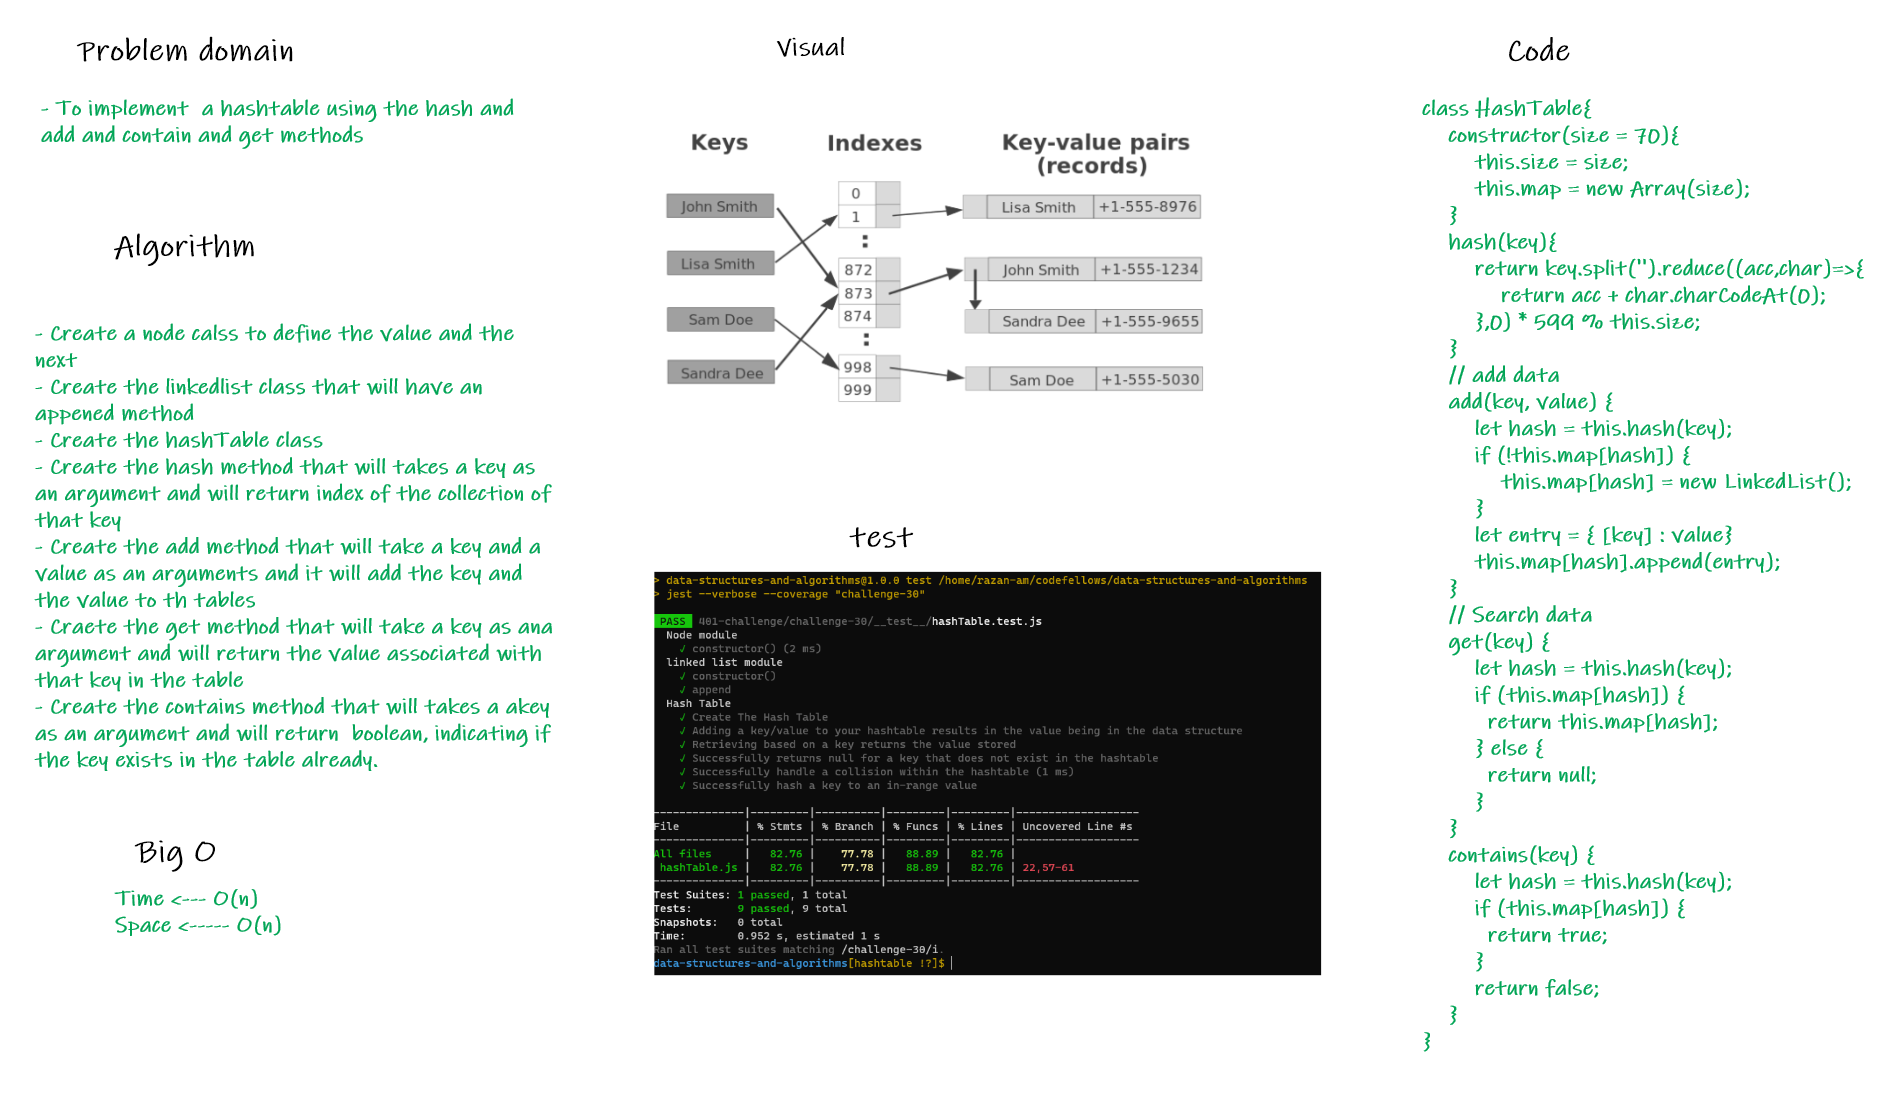 Problem domain
- To implement  a hashtable using the hash and
add and contain and get methods
Algorithm
- Create a node calss to define the value and the
next
- Create the linkedlist class that will have an
appened method
- Create the hashTable class
- Create the hash method that will takes a key as
an argument and will return index of the collection of
that key
- Create the add method that will take a key and a
value as an arguments and it will add the key and
the value to th tables
- Craete the get method that will take a key as ana
argument and will return the value associated with
that key in the table
- Create the contains method that will takes a akey
as an argument and will return  boolean, indicating if
the key exists in the table already.
Big O
Time <--- O(n)
Space <----- O(n)
Visual
Keys
Indexes
Key-value pairs
(records)
John Smith
Lisa Smith
Sam Doe
Sandra Dee
0
1
:
872
873
874
:
998
999
Lisa Smith +1-555-8976
John Smith +1-555-1234
Sandra Dee +1-555-9655
Sam Doe +1-555-5030
test
> data-structures-and-algorithms@1.0.0 test /home/razan-am/codefellows/data-structures-and-algorithms
> jest --verbose --coverage "challenge-30"
PASS 401-challenge/challenge-30/__test__/hashTable.test.js
Node module
✓ constructor() (2 ms)
linked list module
✓ constructor()
✓ append
Hash Table
✓ Create The Hash Table
✓ Adding a key/value to your hashtable results in the value being in the data structure
✓ Retrieving based on a key returns the value stored
✓ Successfully returns null for a key that does not exist in the hashtable
✓ Successfully handle a collision within the hashtable (1 ms)
✓ Successfully hash a key to an in-range value
--------------|---------|----------|---------|---------|-------------------
File | % Stmts | % Branch | % Funcs | % Lines | Uncovered Line #s
--------------|---------|----------|---------|---------|-------------------
All files | 82.76 | 77.78 | 88.89 | 82.76 |
hashTable.js | 82.76 | 77.78 | 88.89 | 82.76 | 22,57-61
--------------|---------|----------|---------|---------|-------------------
Test Suites: 1 passed, 1 total
Tests: 9 passed, 9 total
Snapshots: 0 total
Time: 0.952 s, estimated 1 s
Ran all test suites matching /challenge-30/i.
data-structures-and-algorithms[hashtable !?]$
Code
class HashTable{
constructor(size = 70){
this.size = size;
this.map = new Array(size);
}
hash(key){
return key.split('').reduce((acc,char)=>{
return acc + char.charCodeAt(0);
},0) * 599 % this.size;
}
// add data
add(key, value) {
let hash = this.hash(key);
if (!this.map[hash]) {
this.map[hash] = new LinkedList();
}
let entry = { [key] : value}
this.map[hash].append(entry);
}
// Search data
get(key) {
let hash = this.hash(key);
if (this.map[hash]) {
return this.map[hash];
} else {
return null;
}
}
contains(key) {
let hash = this.hash(key);
if (this.map[hash]) {
return true;
}
return false;
}
}